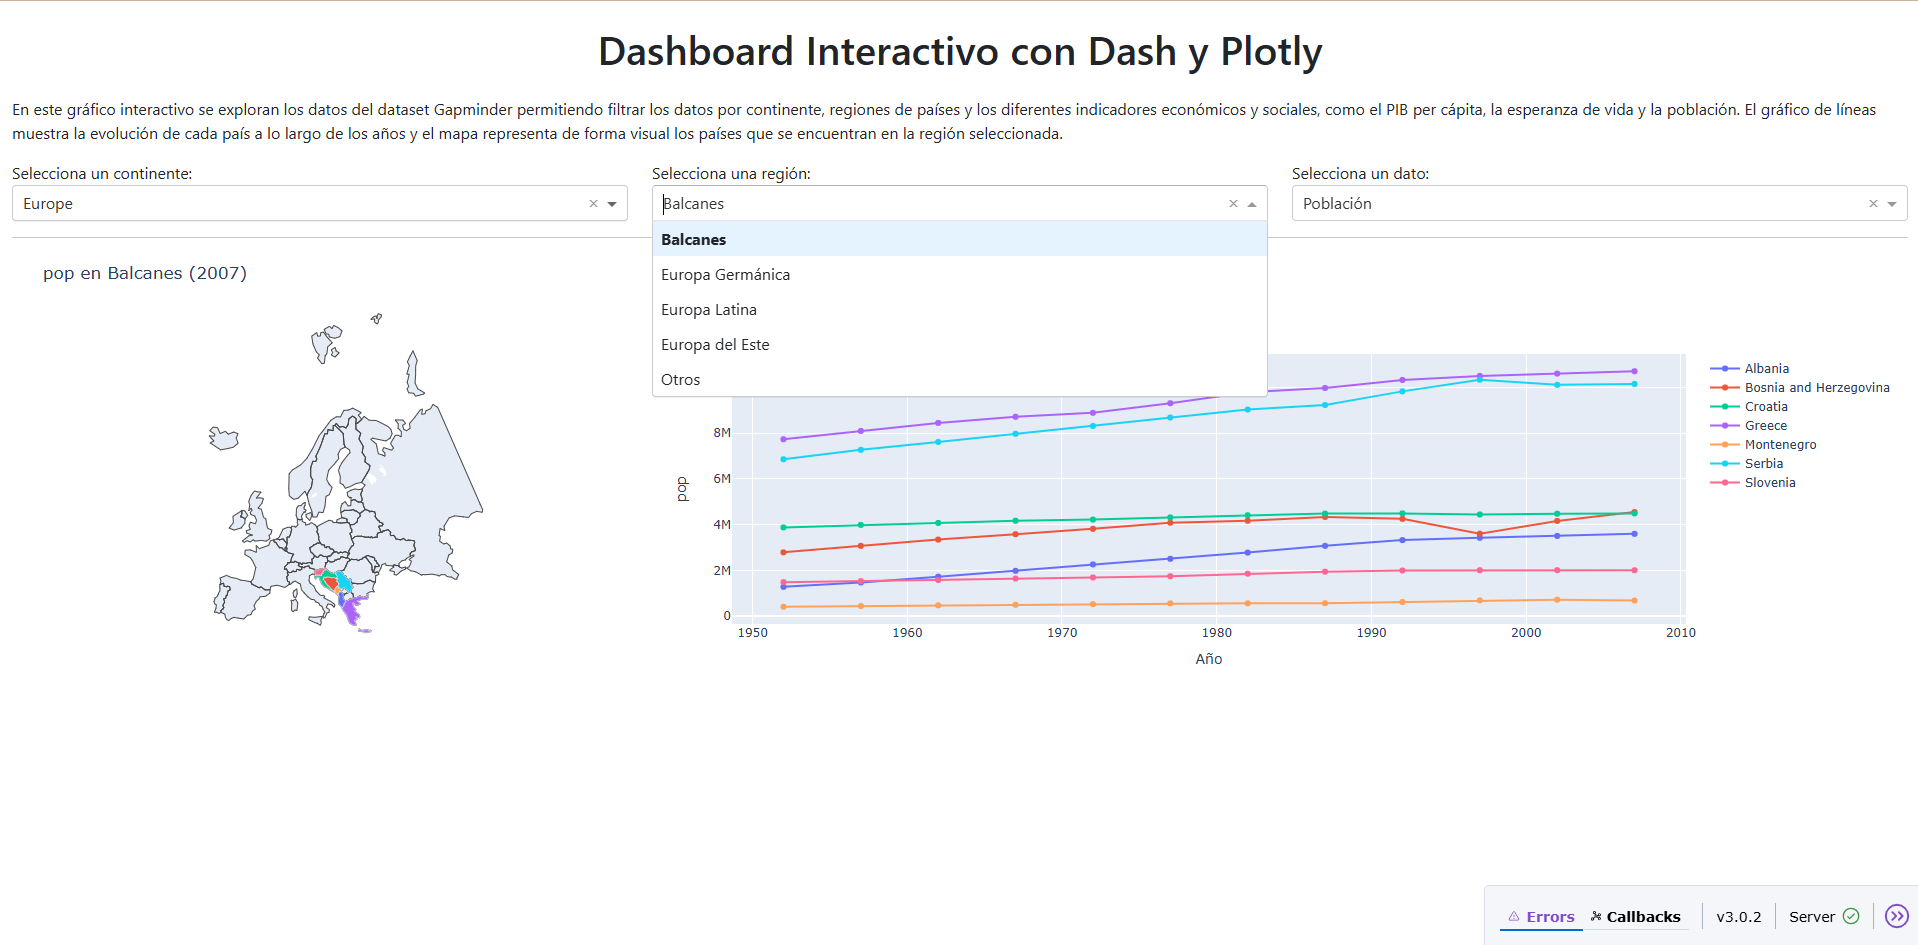 Dashboard Interactivo con Dash y Plotly
En este gráfico interactivo se exploran los datos del dataset Gapminder permitiendo filtrar los datos por continente, regiones de países y los diferentes indicadores económicos y sociales, como el PIB per cápita, la esperanza de vida y la población. El gráfico de líneas
muestra la evolución de cada país a lo largo de los años y el mapa representa de forma visual los países que se encuentran en la región seleccionada.
Selecciona un continente:
Europe
Selecciona una región:
Balcanes
Balcanes
Europa Germánica
Europa Latina
Europa del Este
Otros
Selecciona un dato:
Población
pop en Balcanes (2007)
8M
6M
4M
2M
0
pop
1950 1960 1970 1980 1990 2000 2010
Año
Albania
Bosnia and Herzegovina
Croatia
Greece
Montenegro
Serbia
Slovenia
Errors Callbacks v3.0.2 Server